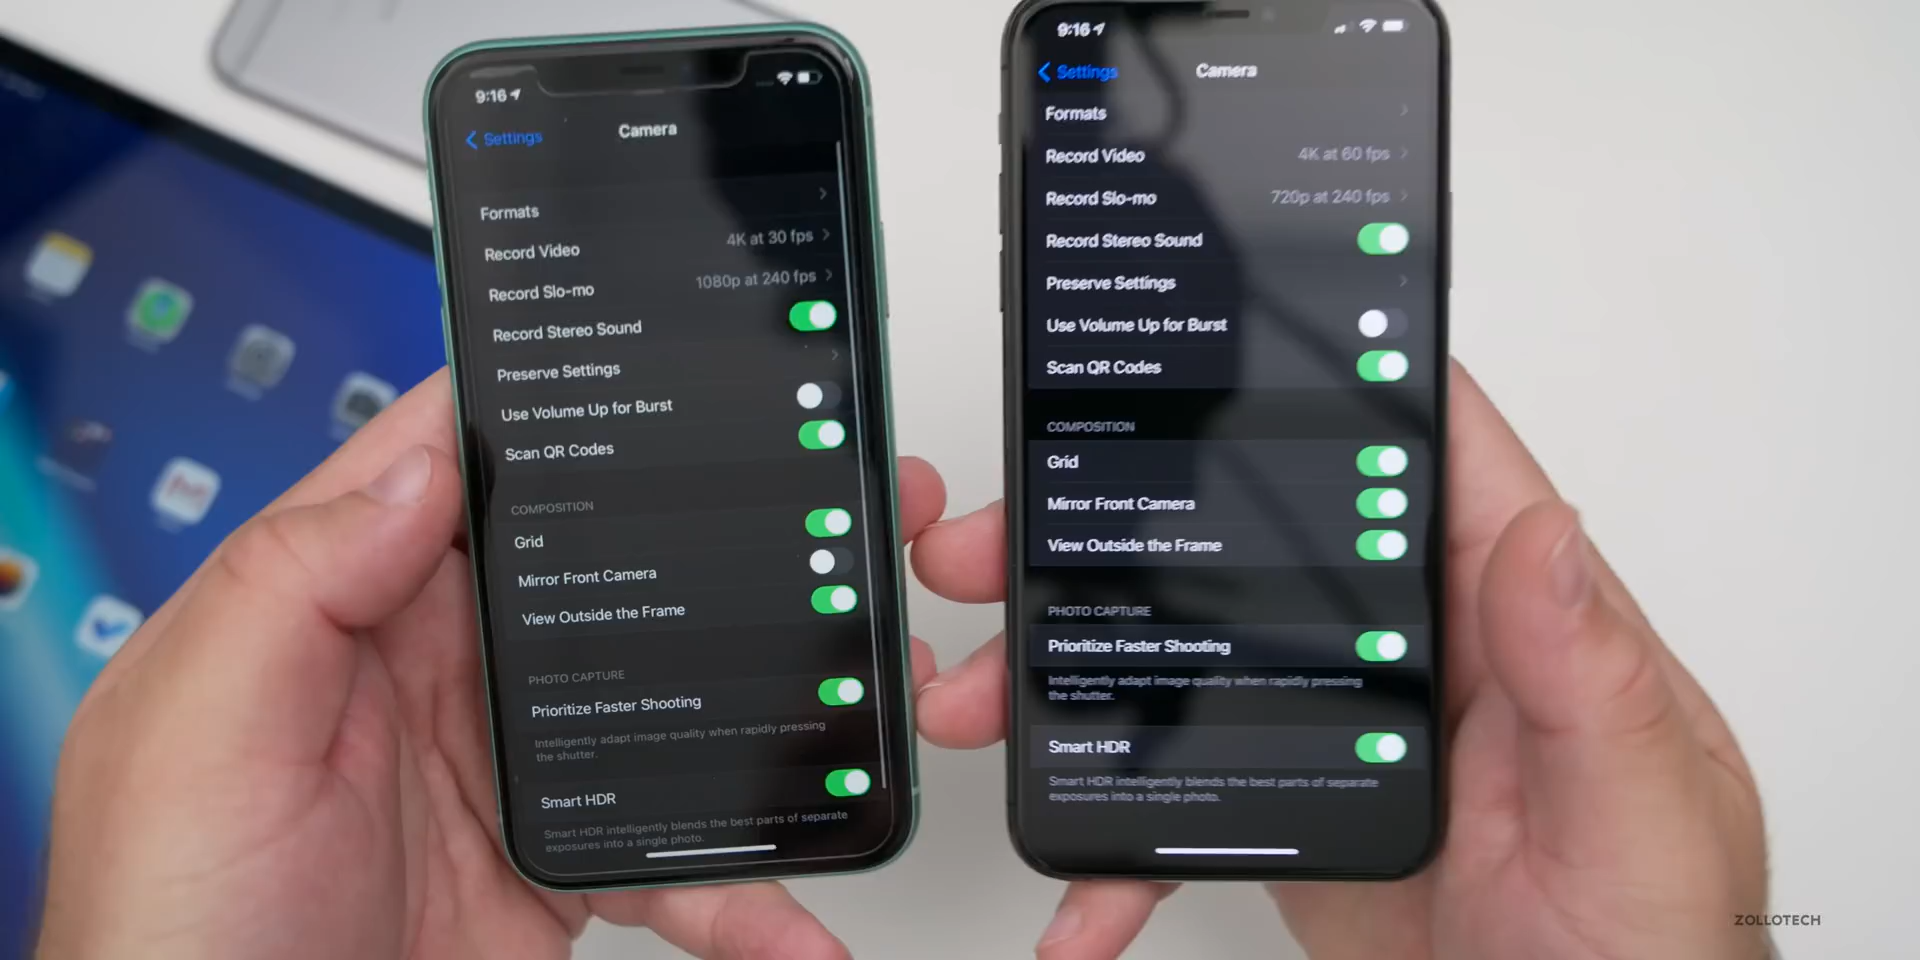 9:16
Settings
Camera
Formats
Record Video 4K at 30 fps
Record Slo-mo 1080p at 240 fps
Record Stereo Sound
Preserve Settings
Use Volume Up for Burst
Scan QR Codes
COMPOSITION
Grid
Mirror Front Camera
View Outside the Frame
PHOTO CAPTURE
Prioritize Faster Shooting
Intelligently adapt image quality when rapidly pressing
the shutter.
Smart HDR
Smart HDR intelligently blends the best parts of separate
exposures into a single photo.
9:16
Settings
Camera
Formats
Record Video 4K at 60 fps
Record Slo-mo 720p at 240 fps
Record Stereo Sound
Preserve Settings
Use Volume Up for Burst
Scan QR Codes
COMPOSITION
Grid
Mirror Front Camera
View Outside the Frame
PHOTO CAPTURE
Prioritize Faster Shooting
Intelligently adapt image quality when rapidly pressing
the shutter.
Smart HDR
Smart HDR intelligently blends the best parts of separate
exposures into a single photo.
ZOLLOTECH